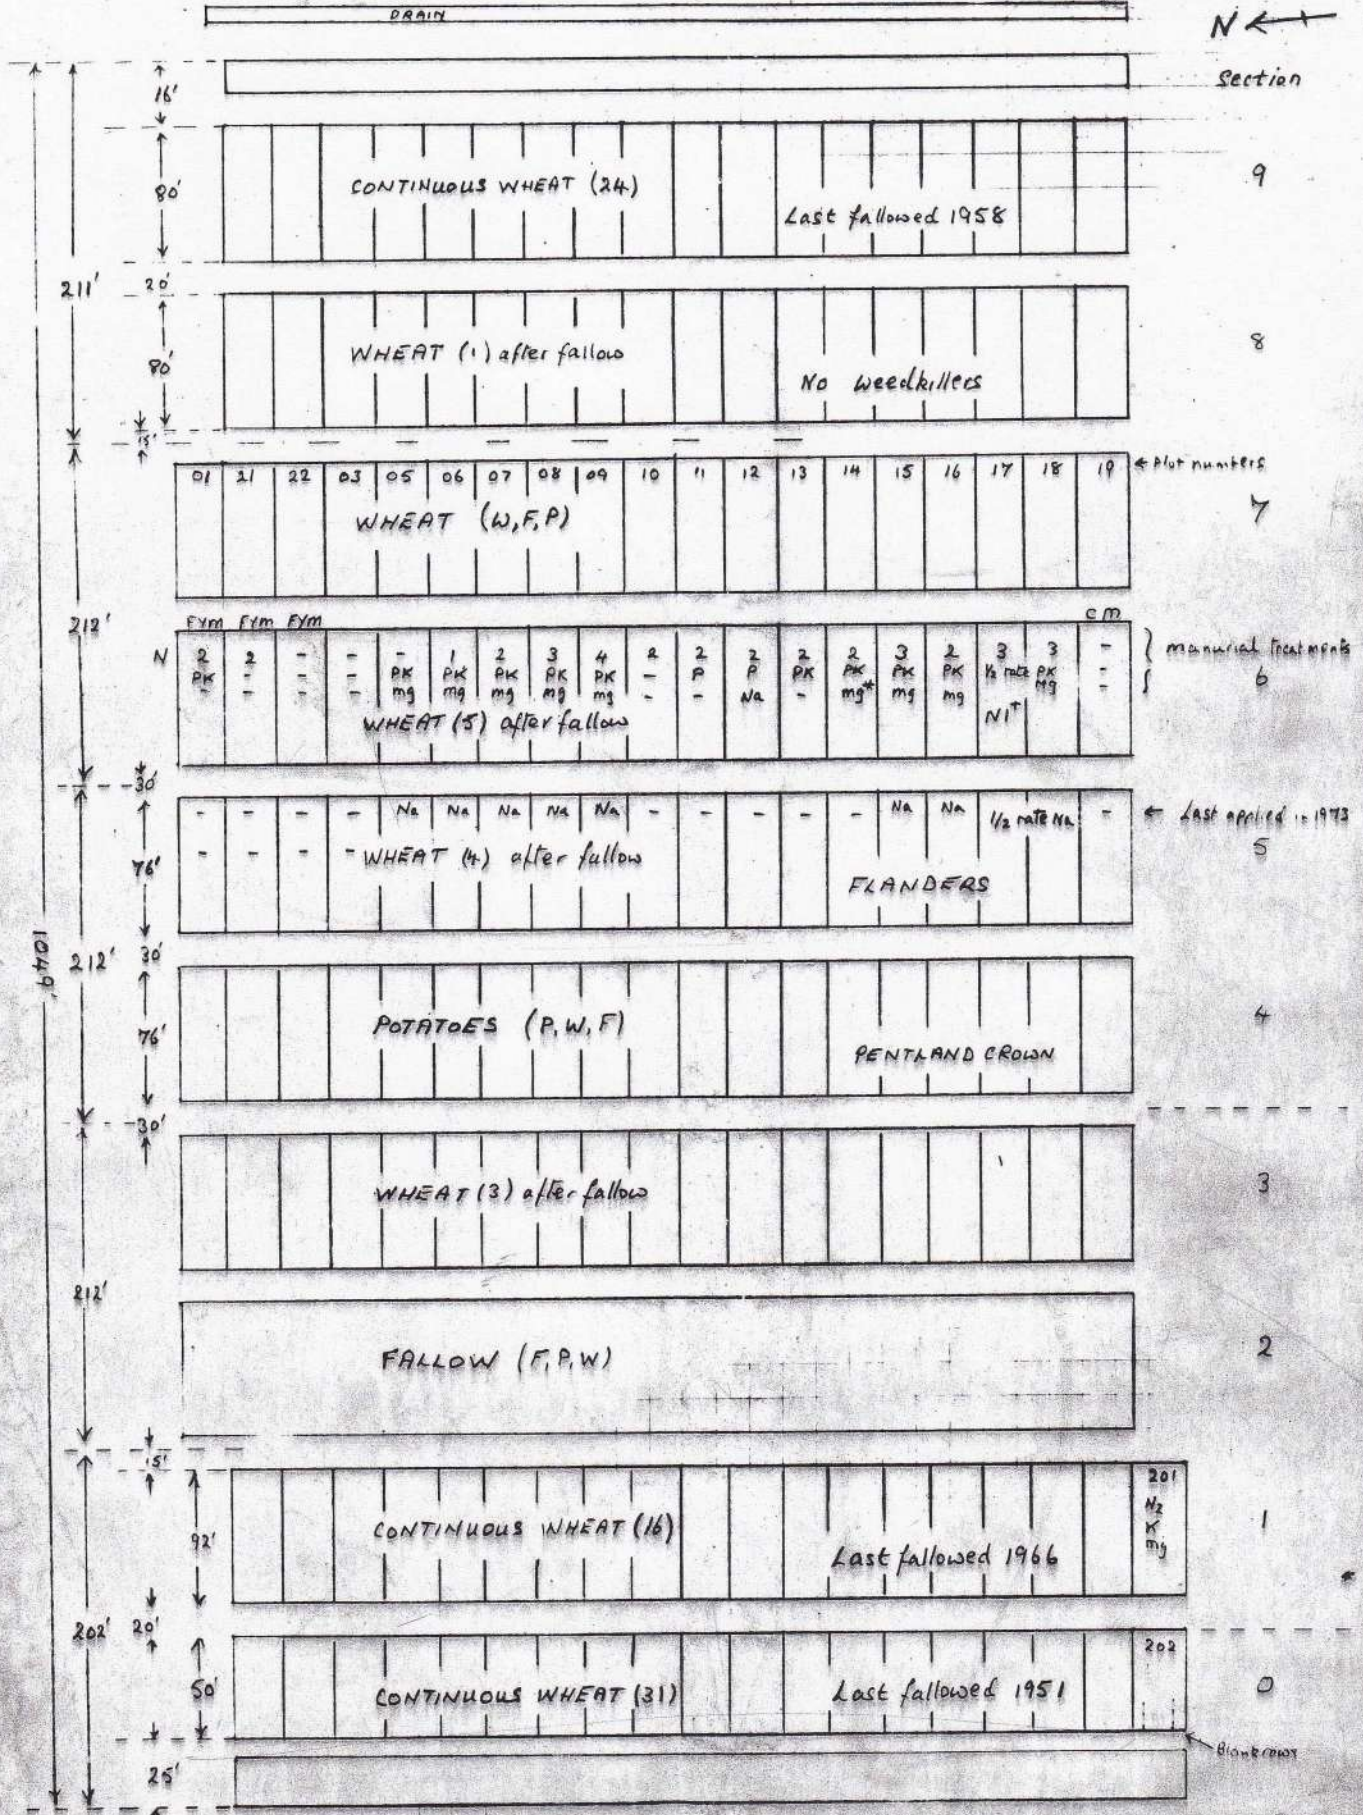 DRAIN
N
Section
16'
80'
CONTINUOUS WHEAT (24)
Last fallowed 1958
9
211'
20'
80'
WHEAT (1) after fallow
No Weedkillers
8
15'
01 21 22 03 05 06 07 08 09 10 11 12 13 14 15 16 17 18 19
← Plot numbers
WHEAT (W,F,P)
7
212'
FYM FYM FYM
CM
N 2 2 - - - 1 2 3 4 2 2 2 2 2 3 2 3 3 -
PK - - - PK PK PK PK PK - P P PK PK PK PK 1/2 rate PK -
- - - - mg mg mg mg mg - - Na - mg* mg mg N1+ Mg -
manurial treatments
6
WHEAT (5) after fallow
30'
- - - - Na Na Na Na Na - - - - - Na Na 1/2 rate Na -
← Last applied in 1973
- - - -
76'
WHEAT (4) after fallow
FLANDERS
5
1049'
212'
30'
76'
POTATOES (P,W,F)
PENTLAND CROWN
4
30'
WHEAT (3) after fallow
3
212'
FALLOW (F,P,W)
2
15'
92'
CONTINUOUS WHEAT (16)
Last fallowed 1966
201
N2
K
mg
1
202'
20'
50'
CONTINUOUS WHEAT (31)
Last fallowed 1951
202
0
Blank rows
25'